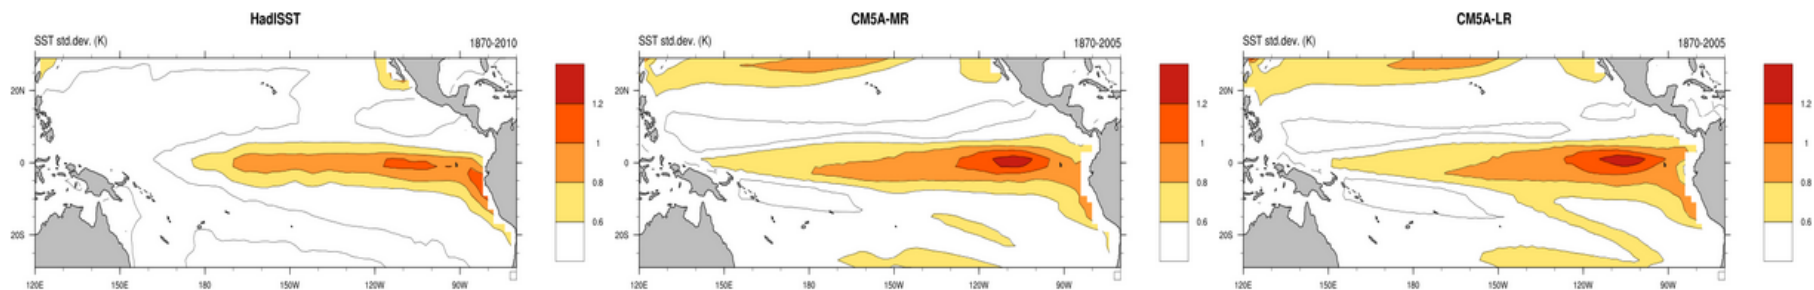 HadISST
SST std.dev. (K) 1870-2010
20N
0
20S
120E 150E 180 150W 120W 90W
1.2
1
0.8
0.6
CM5A-MR
SST std.dev. (K) 1870-2005
20N
0
20S
120E 150E 180 150W 120W 90W
1.2
1
0.8
0.6
CM5A-LR
SST std.dev. (K) 1870-2005
20N
0
20S
120E 150E 180 150W 120W 90W
1.2
1
0.8
0.6